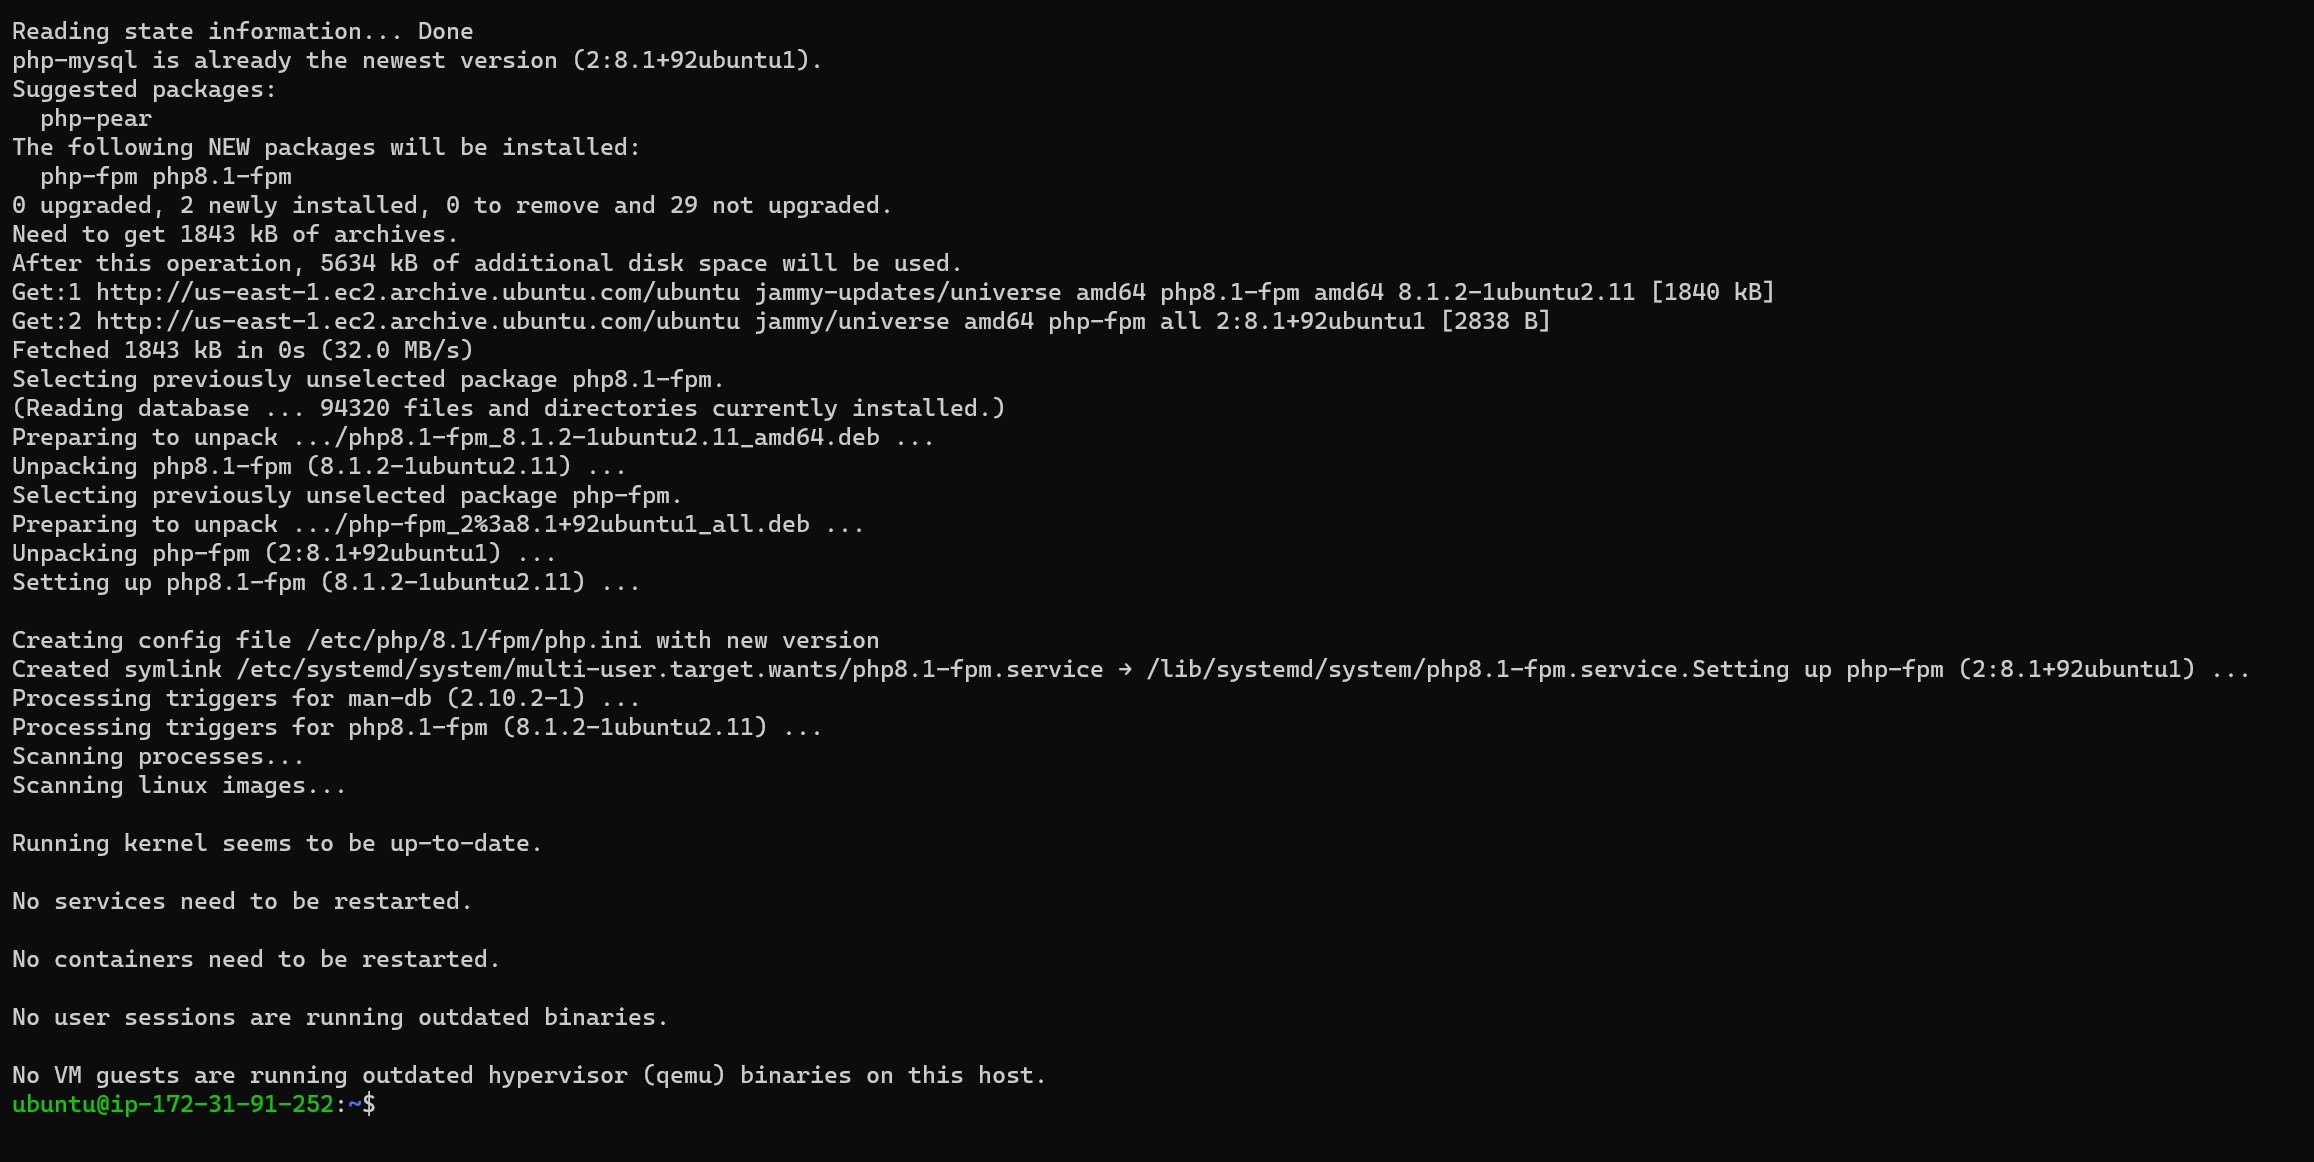 Reading state information... Done
php-mysql is already the newest version (2:8.1+92ubuntu1).
Suggested packages:
  php-pear
The following NEW packages will be installed:
  php-fpm php8.1-fpm
0 upgraded, 2 newly installed, 0 to remove and 29 not upgraded.
Need to get 1843 kB of archives.
After this operation, 5634 kB of additional disk space will be used.
Get:1 http://us-east-1.ec2.archive.ubuntu.com/ubuntu jammy-updates/universe amd64 php8.1-fpm amd64 8.1.2-1ubuntu2.11 [1840 kB]
Get:2 http://us-east-1.ec2.archive.ubuntu.com/ubuntu jammy/universe amd64 php-fpm all 2:8.1+92ubuntu1 [2838 B]
Fetched 1843 kB in 0s (32.0 MB/s)
Selecting previously unselected package php8.1-fpm.
(Reading database ... 94320 files and directories currently installed.)
Preparing to unpack .../php8.1-fpm_8.1.2-1ubuntu2.11_amd64.deb ...
Unpacking php8.1-fpm (8.1.2-1ubuntu2.11) ...
Selecting previously unselected package php-fpm.
Preparing to unpack .../php-fpm_2%3a8.1+92ubuntu1_all.deb ...
Unpacking php-fpm (2:8.1+92ubuntu1) ...
Setting up php8.1-fpm (8.1.2-1ubuntu2.11) ...

Creating config file /etc/php/8.1/fpm/php.ini with new version
Created symlink /etc/systemd/system/multi-user.target.wants/php8.1-fpm.service → /lib/systemd/system/php8.1-fpm.service.Setting up php-fpm (2:8.1+92ubuntu1) ...
Processing triggers for man-db (2.10.2-1) ...
Processing triggers for php8.1-fpm (8.1.2-1ubuntu2.11) ...
Scanning processes...
Scanning linux images...

Running kernel seems to be up-to-date.

No services need to be restarted.

No containers need to be restarted.

No user sessions are running outdated binaries.

No VM guests are running outdated hypervisor (qemu) binaries on this host.
ubuntu@ip-172-31-91-252:~$